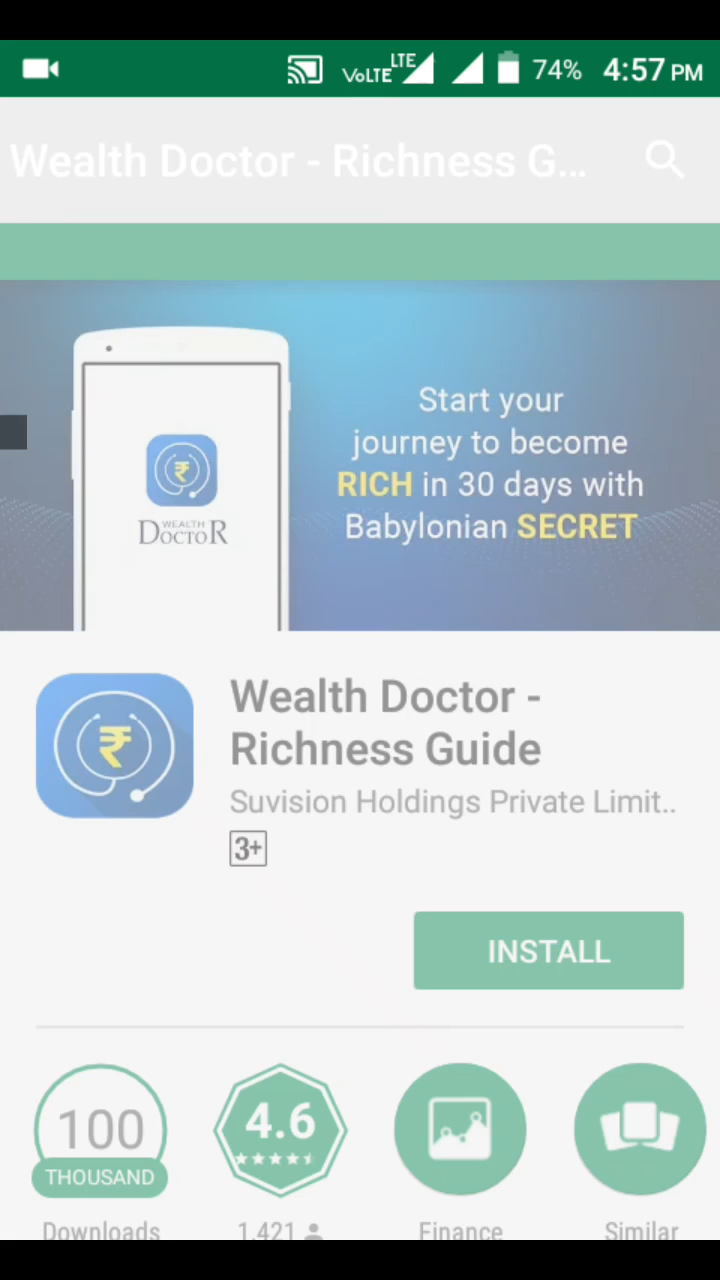 VoLTE LTE 74% 4:57 PM
Wealth Doctor - Richness G...
Start your
journey to become
RICH in 30 days with
Babylonian SECRET
₹
WEALTH
DOCTOR
₹
Wealth Doctor -
Richness Guide
Suvision Holdings Private Limit..
3+
INSTALL
100 4.6
THOUSAND
Downloads 1,421 Finance Similar